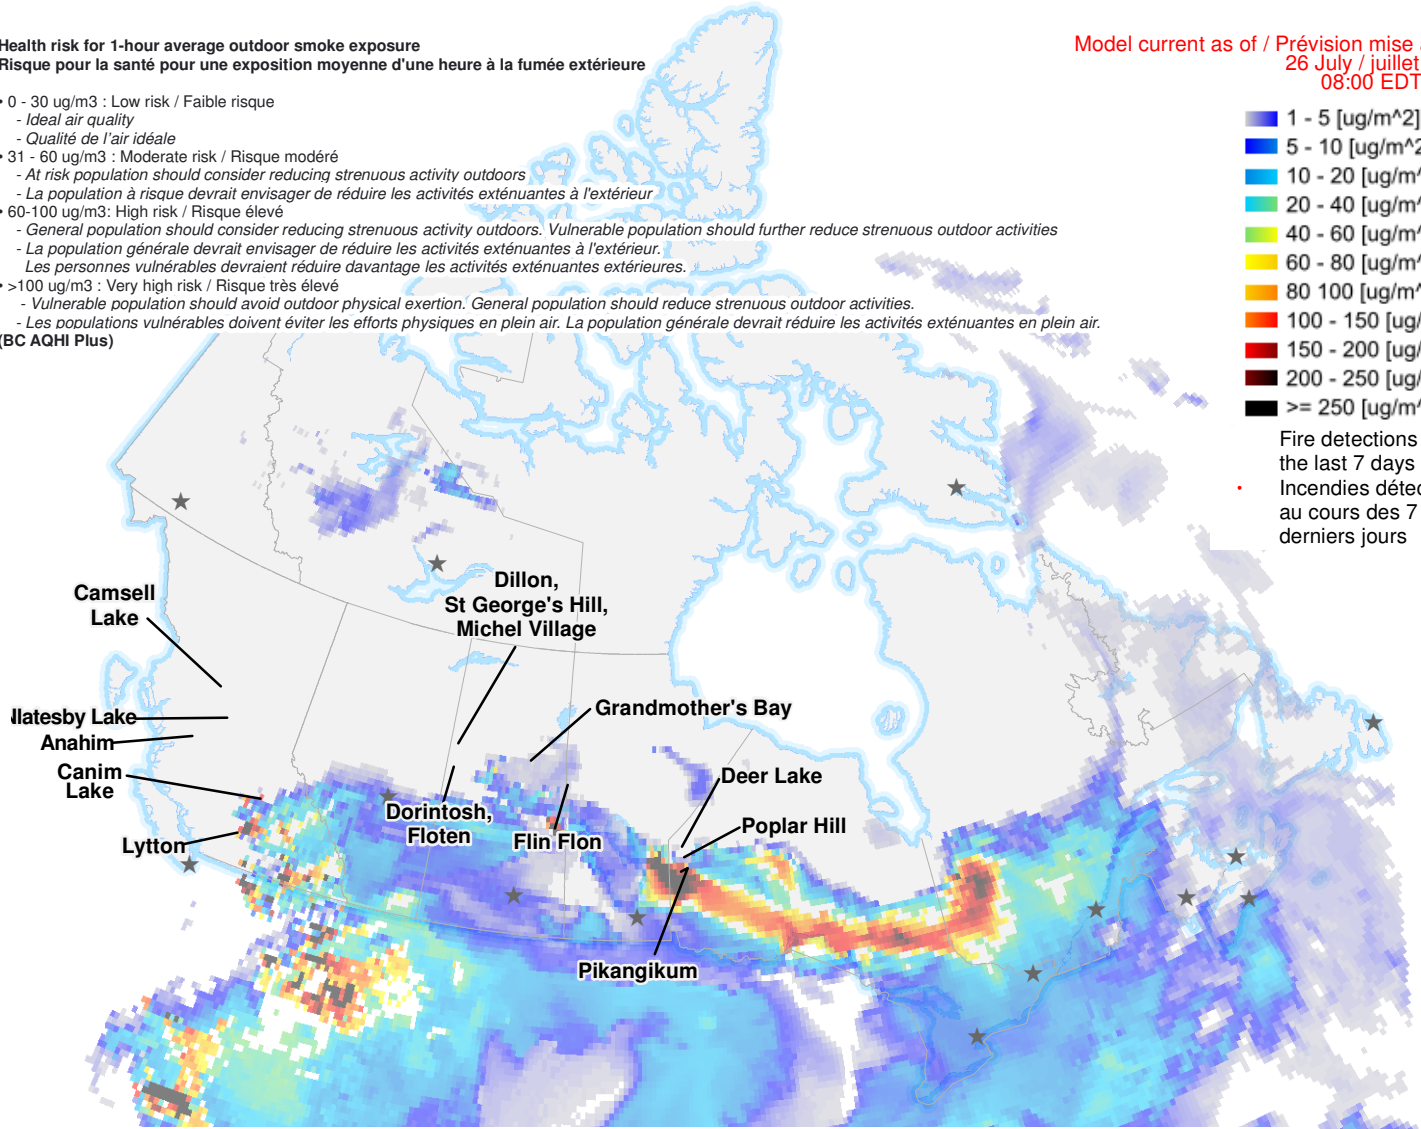 Health risk for 1-hour average outdoor smoke exposure
Risque pour la santé pour une exposition moyenne d'une heure à la fumée extérieure
• 0 - 30 ug/m3 : Low risk / Faible risque
- Ideal air quality
- Qualité de l'air idéale
• 31 - 60 ug/m3 : Moderate risk / Risque modéré
- At risk population should consider reducing strenuous activity outdoors
- La population à risque devrait envisager de réduire les activités exténuantes à l'extérieur
• 60-100 ug/m3: High risk / Risque élevé
- General population should consider reducing strenuous activity outdoors. Vulnerable population should further reduce strenuous outdoor activities
- La population générale devrait envisager de réduire les activités exténuantes à l'extérieur.
Les personnes vulnérables devraient réduire davantage les activités exténuantes extérieures.
• >100 ug/m3 : Very high risk / Risque très élevé
- Vulnerable population should avoid outdoor physical exertion. General population should reduce strenuous outdoor activities.
- Les populations vulnérables doivent éviter les efforts physiques en plein air. La population générale devrait réduire les activités exténuantes en plein air.
(BC AQHI Plus)
Model current as of / Prévision mise
26 July / juillet
08:00 EDT
1 - 5 [ug/m^2]
5 - 10 [ug/m^2
10 - 20 [ug/m^
20 - 40 [ug/m^
40 - 60 [ug/m^
60 - 80 [ug/m^
80 100 [ug/m^
100 - 150 [ug/
150 - 200 [ug/
200 - 250 [ug/
>= 250 [ug/m^
Fire detections
the last 7 days
Incendies détec
au cours des 7
derniers jours
Camsell
Lake
latesby Lake
Anahim
Canim
Lake
Lytton
Dillon,
St George's Hill,
Michel Village
Grandmother's Bay
Dorintosh,
Floten
Flin Flon
Deer Lake
Poplar Hill
Pikangikum